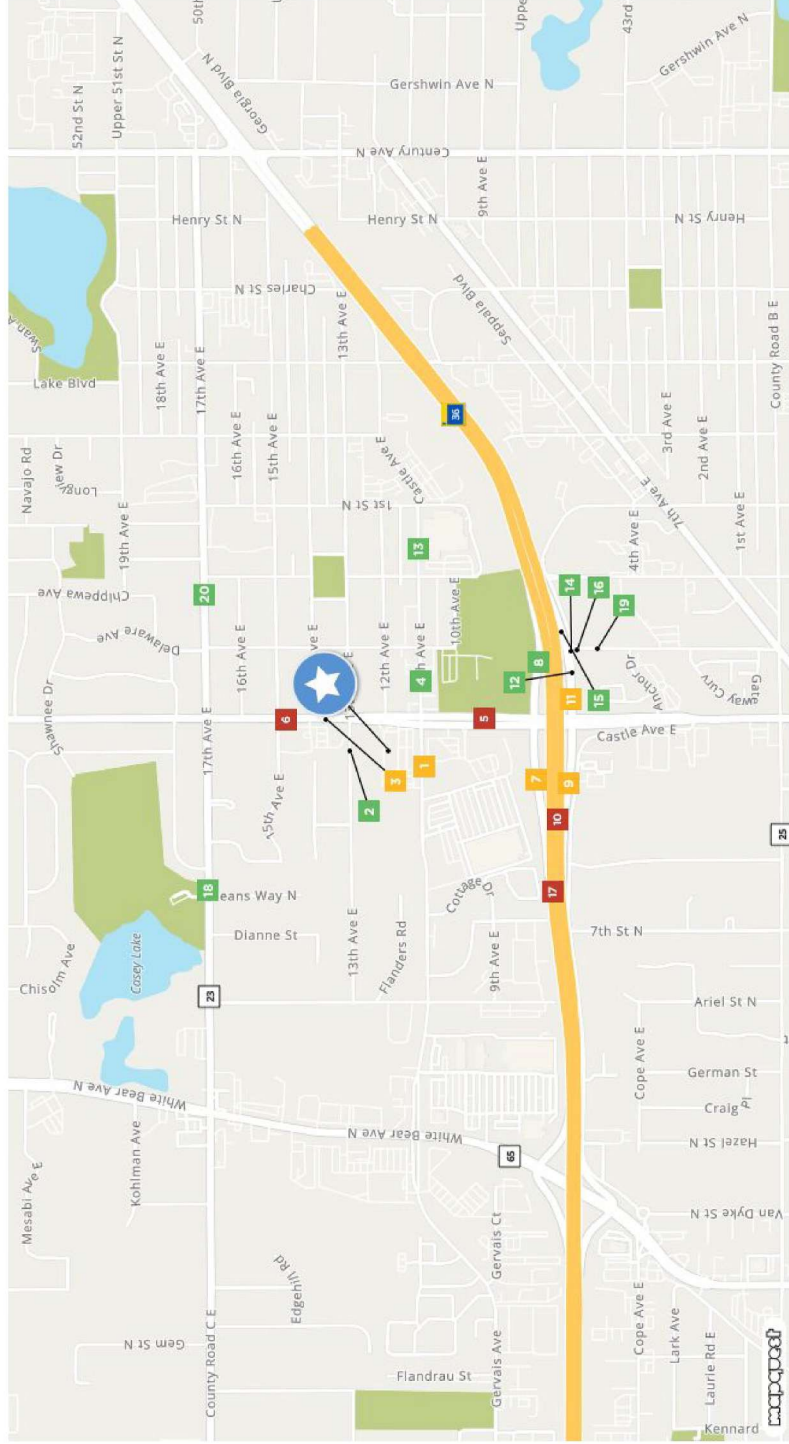 50th
Upper 51st St N
52nd St N
Georgia Blvd N
Gershwin Ave N
Upper
43rd
Gershwin Ave N
Century Ave N
9th Ave E
Henry St N
Henry St N
Henry St N
Swan A
Charles St N
13th Ave E
Seppala Blvd
County Road B E
Lake Blvd
18th Ave E
17th Ave E
36
Navajo Rd
Longview Dr
16th Ave E
15th Ave E
Castle Ave E
3rd Ave E
2nd Ave E
19th Ave E
1st St N
7th Ave E
1st Ave E
4th Ave E
13
Chippewa Ave
20
Delaware Ave
10th Ave E
14
16
19
16th Ave E
12th Ave E
4
8
12
15
11
Anchor Dr
Gateway Curv
Shawnee Dr
17th Ave E
6
5
Castle Ave E
15th Ave E
3
1
7
9
2
10
25
18
eans Way N
Cottage Dr
17
Dianne St
13th Ave E
Flanders Rd
9th Ave E
7th St N
Chisolm Ave
Casey Lake
23
Ariel St N
Cope Ave E
German St
White Bear Ave N
White Bear Ave N
Craig Pl
Kohlman Ave
65
Hazel St N
Mesabi Ave E
Van Dyke St N
Gervais Ct
Edgehill Rd
Gem St N
County Road C E
Cope Ave E
Lark Ave
Flandrau St
Gervais Ave
Laurie Rd E
Kennard
mapquest